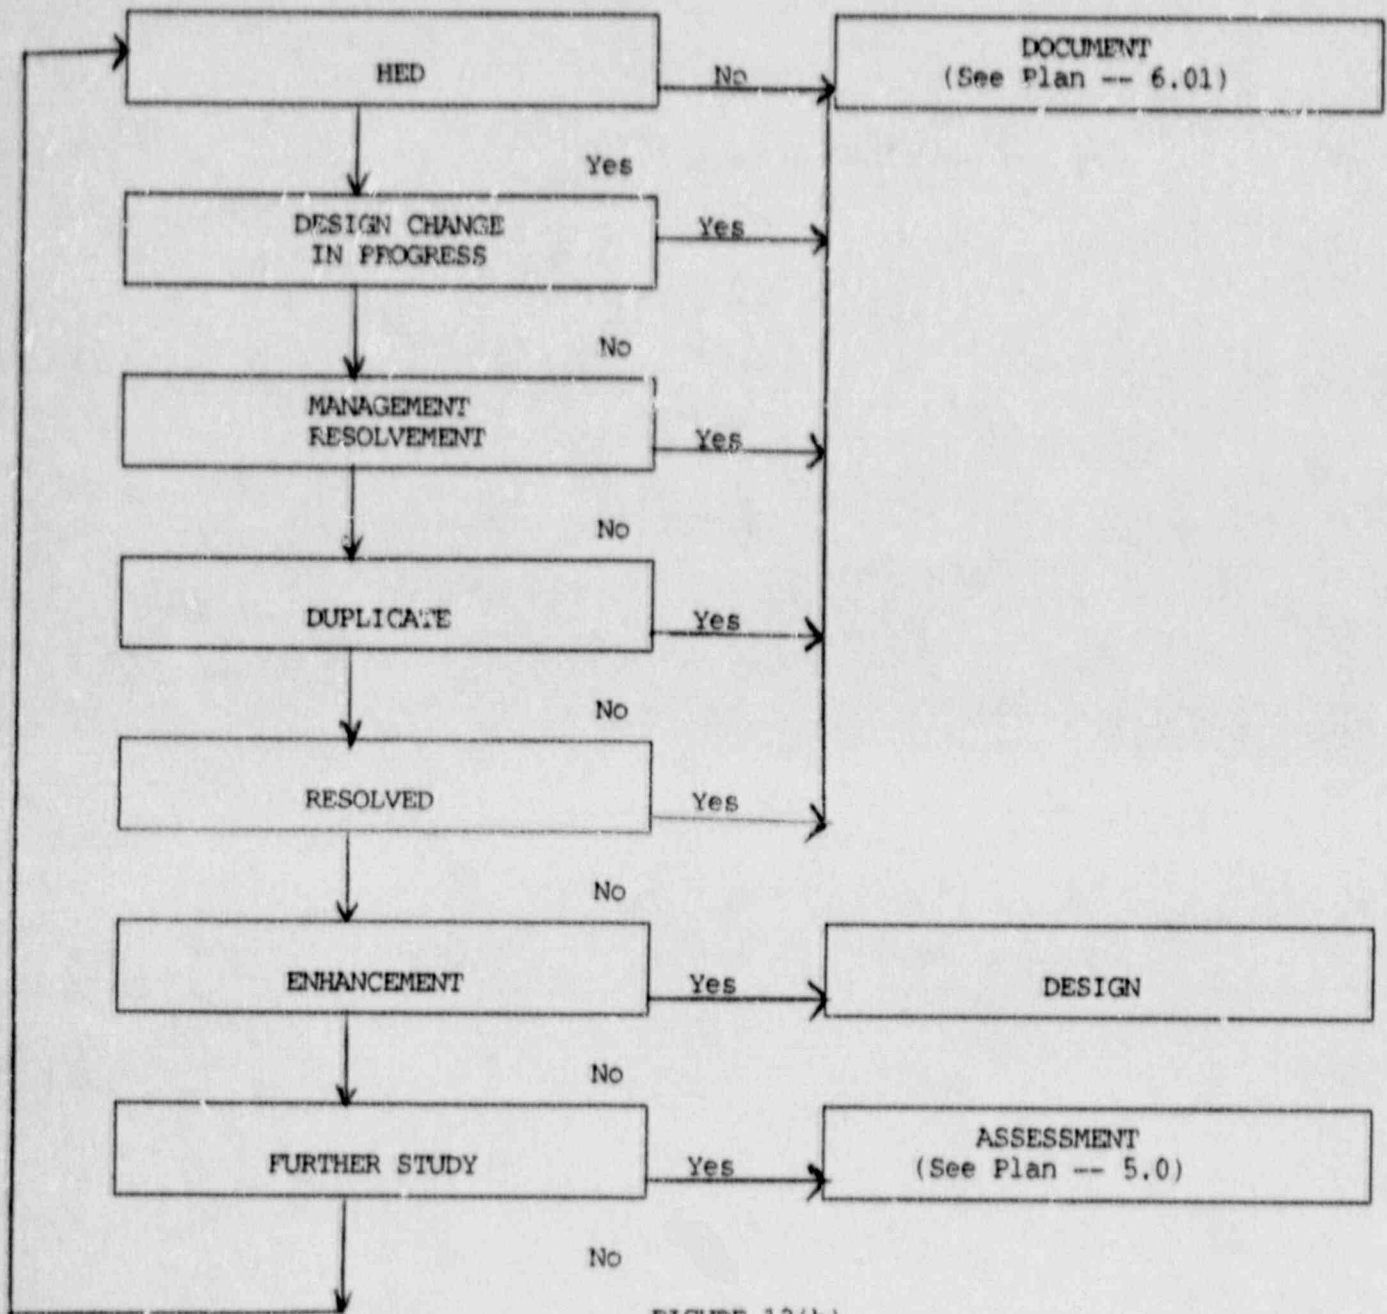 HED
No
DOCUMENT
(See Plan -- 6.01)
Yes
DESIGN CHANGE
IN PROGRESS
Yes
No
MANAGEMENT
RESOLVEMENT
Yes
No
DUPLICATE
Yes
No
RESOLVED
Yes
No
ENHANCEMENT
Yes
DESIGN
No
FURTHER STUDY
Yes
ASSESSMENT
(See Plan -- 5.0)
No